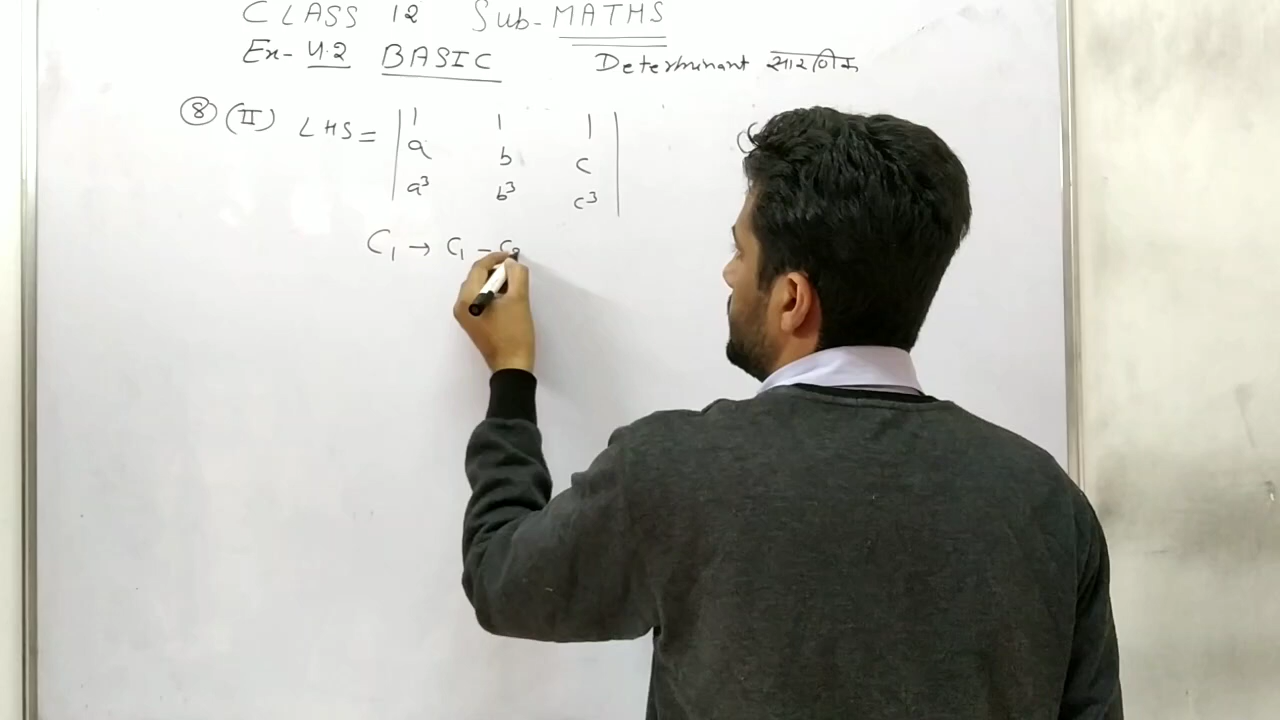 CLASS 12 Sub-MATHS
Ex-4.2 BASIC Determinant सारणिक
8 (II) LHS = | 1 1 1 |
| a b c |
| a³ b³ c³ |
C₁ → C₁ - C₂